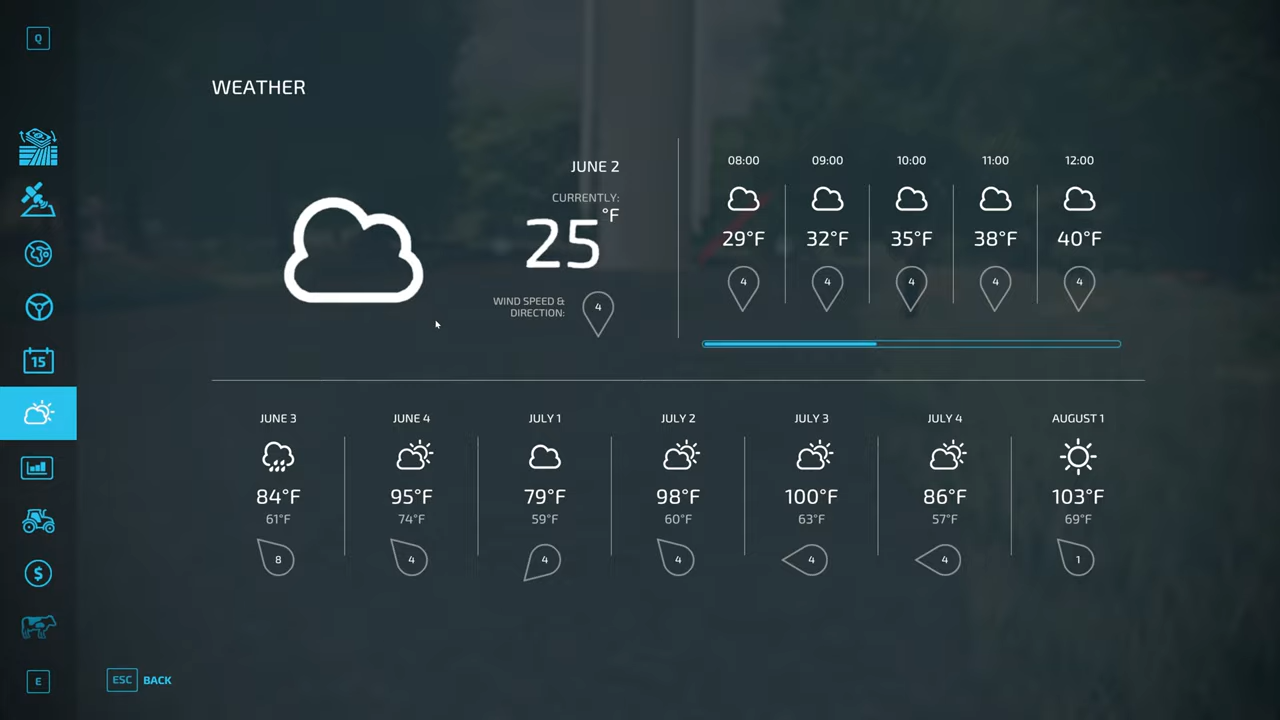 Q
WEATHER
JUNE 2
CURRENTLY:
25 °F
WIND SPEED &
DIRECTION:
4
08:00 09:00 10:00 11:00 12:00
29°F 32°F 35°F 38°F 40°F
4 4 4 4 4
15
JUNE 3 JUNE 4 JULY 1 JULY 2 JULY 3 JULY 4 AUGUST 1
84°F 95°F 79°F 98°F 100°F 86°F 103°F
61°F 74°F 59°F 60°F 63°F 57°F 69°F
8 4 4 4 4 4 1
$
E
ESC BACK